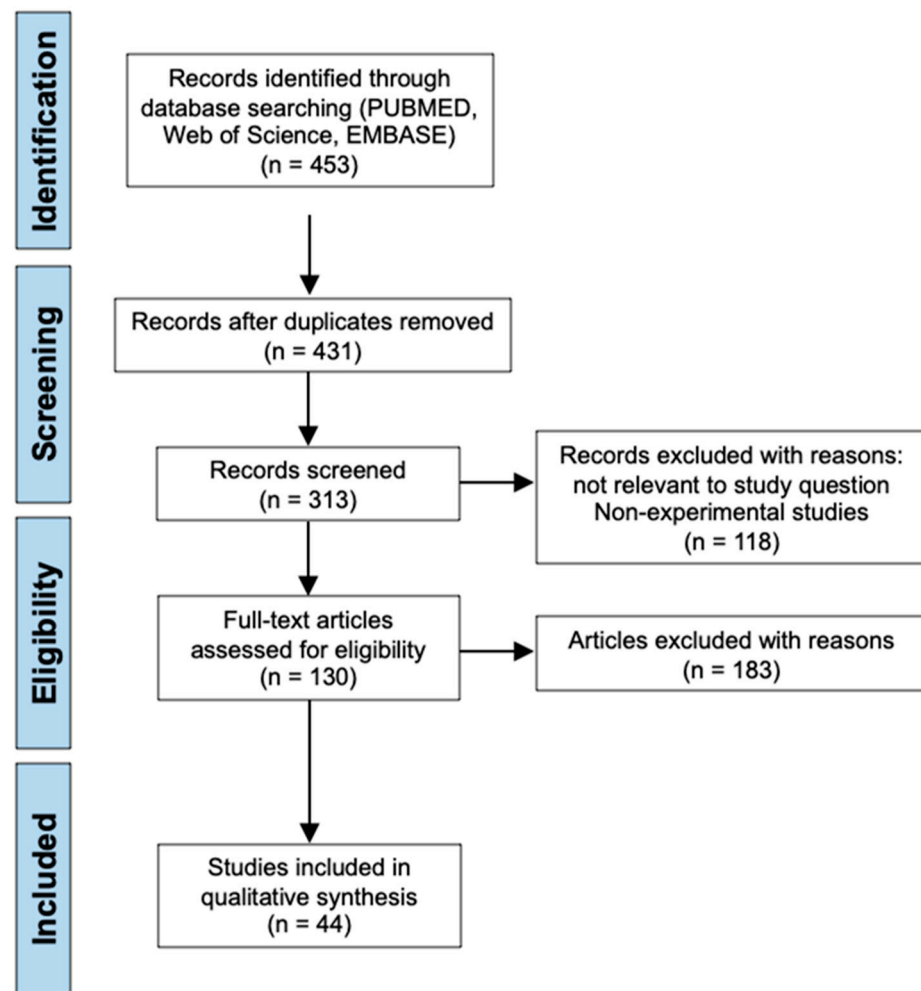 Identification
Records identified through
database searching (PUBMED,
Web of Science, EMBASE)
(n = 453)
Screening
Records after duplicates removed
(n = 431)
Records screened
(n = 313)
Records excluded with reasons:
not relevant to study question
Non-experimental studies
(n = 118)
Eligibility
Full-text articles
assessed for eligibility
(n = 130)
Articles excluded with reasons
(n = 183)
Included
Studies included in
qualitative synthesis
(n = 44)